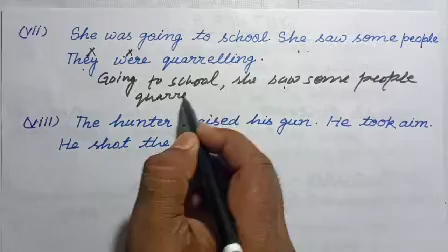 (vii) She was going to school. She saw some people
They were quarrelling.
Going to school, she saw some people
quarre
(viii) The hunter his gun. He took aim.
He shot the